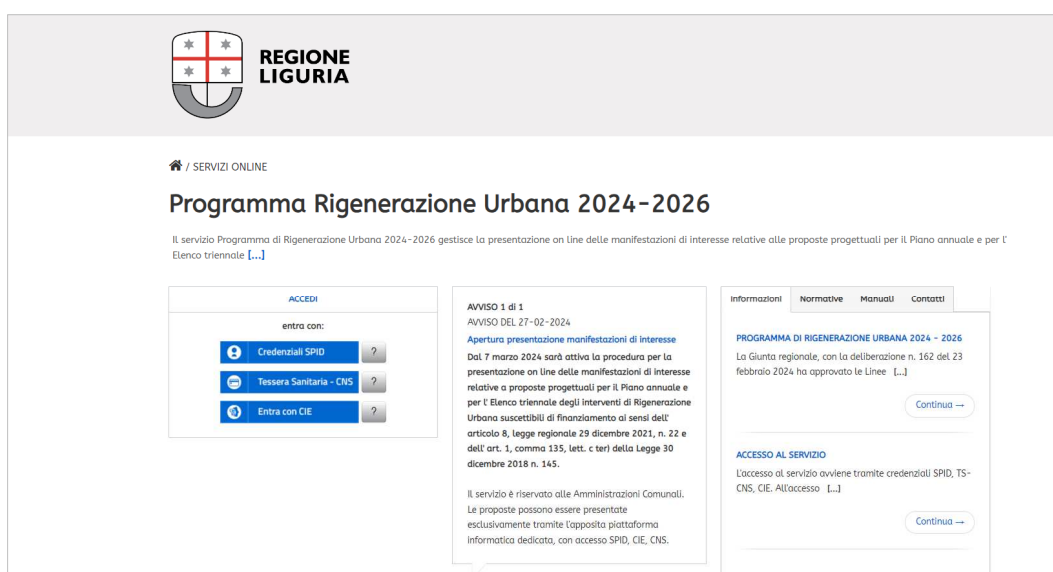 REGIONE
LIGURIA
/ SERVIZI ONLINE
Programma Rigenerazione Urbana 2024-2026
Il servizio Programma di Rigenerazione Urbana 2024-2026 gestisce la presentazione on line delle manifestazioni di interesse relative alle proposte progettuali per il Piano annuale e per l'
Elenco triennale [...]
ACCEDI
entra con:
Credenziali SPID ?
Tessera Sanitaria - CNS ?
Entra con CIE ?
AVVISO 1 di 1
AVVISO DEL 27-02-2024
Apertura presentazione manifestazioni di interesse
Dal 7 marzo 2024 sarà attiva la procedura per la
presentazione on line delle manifestazioni di interesse
relative a proposte progettuali per il Piano annuale e
per l' Elenco triennale degli interventi di Rigenerazione
Urbana suscettibili di finanziamento ai sensi dell'
articolo 8, legge regionale 29 dicembre 2021, n. 22 e
dell' art. 1, comma 135, lett. c ter) della Legge 30
dicembre 2018 n. 145.
Il servizio è riservato alle Amministrazioni Comunali.
Le proposte possono essere presentate
esclusivamente tramite l'apposita piattaforma
informatica dedicata, con accesso SPID, CIE, CNS.
Informazioni Normative Manuali Contatti
PROGRAMMA DI RIGENERAZIONE URBANA 2024 - 2026
La Giunta regionale, con la deliberazione n. 162 del 23
febbraio 2024 ha approvato le Linee [...]
Continua →
ACCESSO AL SERVIZIO
L'accesso al servizio avviene tramite credenziali SPID, TS-
CNS, CIE. All'accesso [...]
Continua →